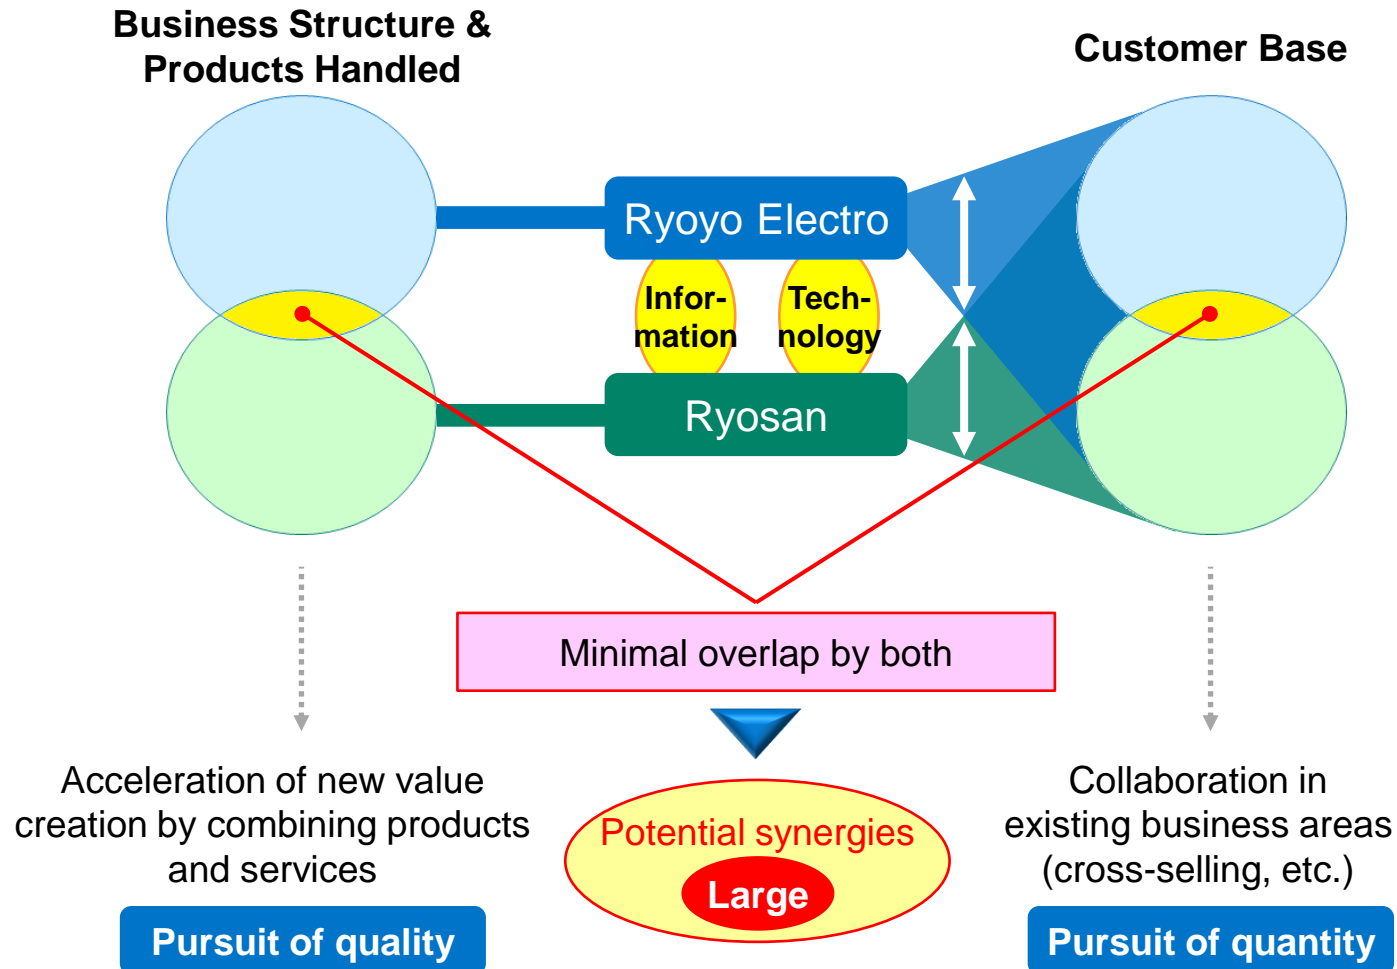 Business Structure &
Products Handled
Customer Base
Ryoyo Electro
Infor-
mation
Tech-
nology
Ryosan
Minimal overlap by both
Acceleration of new value
creation by combining products
and services
Pursuit of quality
Potential synergies
Large
Collaboration in
existing business areas
(cross-selling, etc.)
Pursuit of quantity